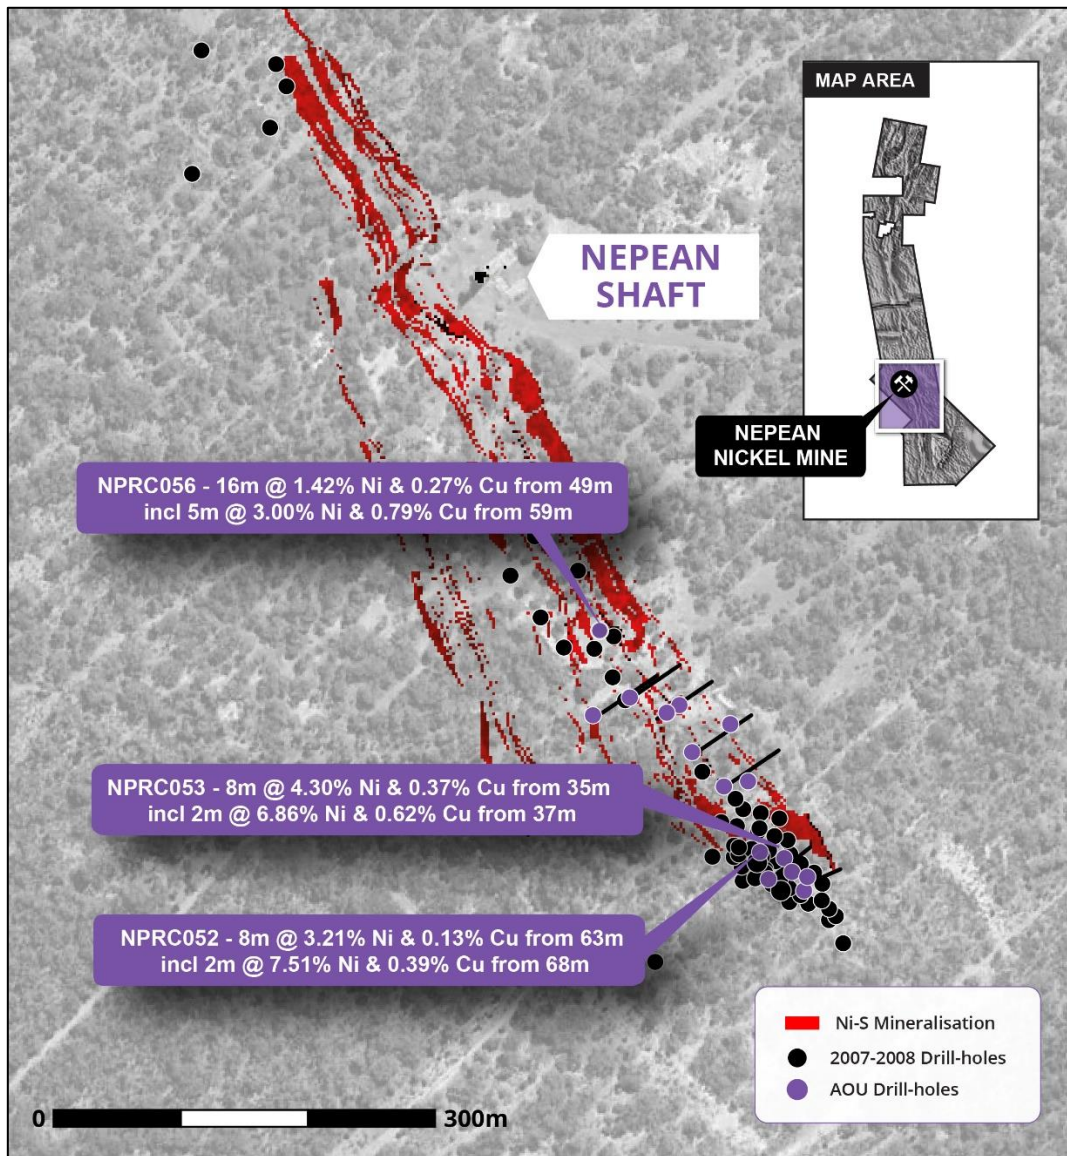 MAP AREA
NEPEAN
SHAFT
NEPEAN
NICKEL MINE
NPRC056 - 16m @ 1.42% Ni & 0.27% Cu from 49m
incl 5m @ 3.00% Ni & 0.79% Cu from 59m
NPRC053 - 8m @ 4.30% Ni & 0.37% Cu from 35m
incl 2m @ 6.86% Ni & 0.62% Cu from 37m
NPRC052 - 8m @ 3.21% Ni & 0.13% Cu from 63m
incl 2m @ 7.51% Ni & 0.39% Cu from 68m
Ni-S Mineralisation
2007-2008 Drill-holes
AOU Drill-holes
0 300m